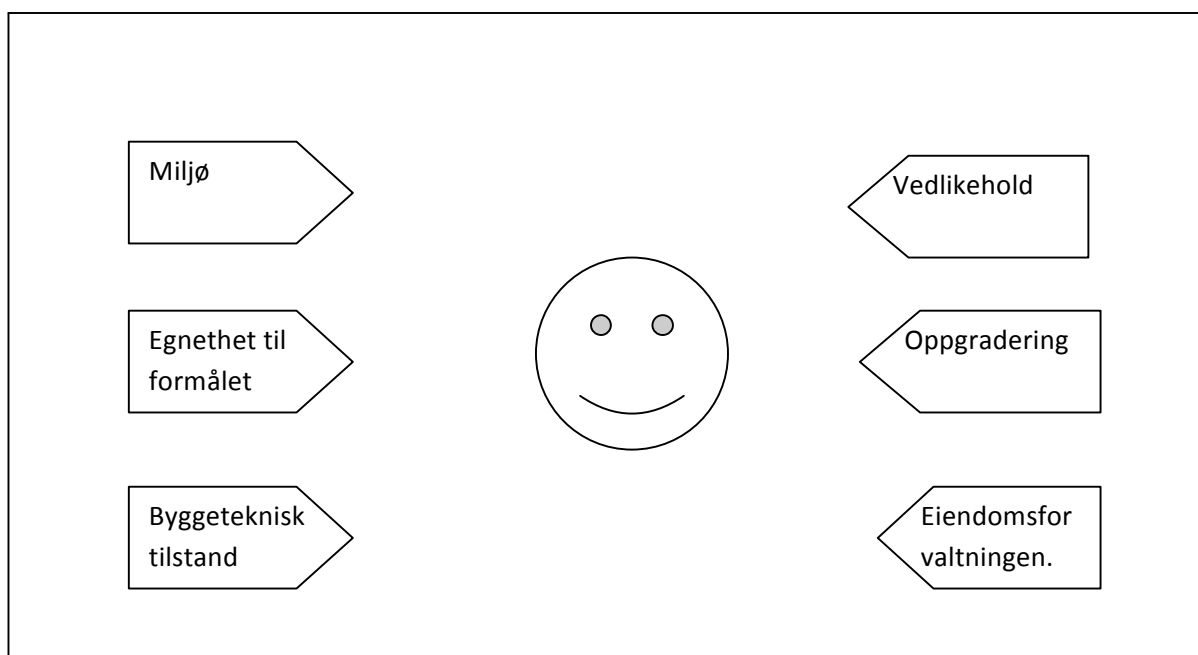 Miljø
Vedlikehold
Egnethet til
formålet
Oppgradering
Byggeteknisk
tilstand
Eiendomsfor
valtningen.